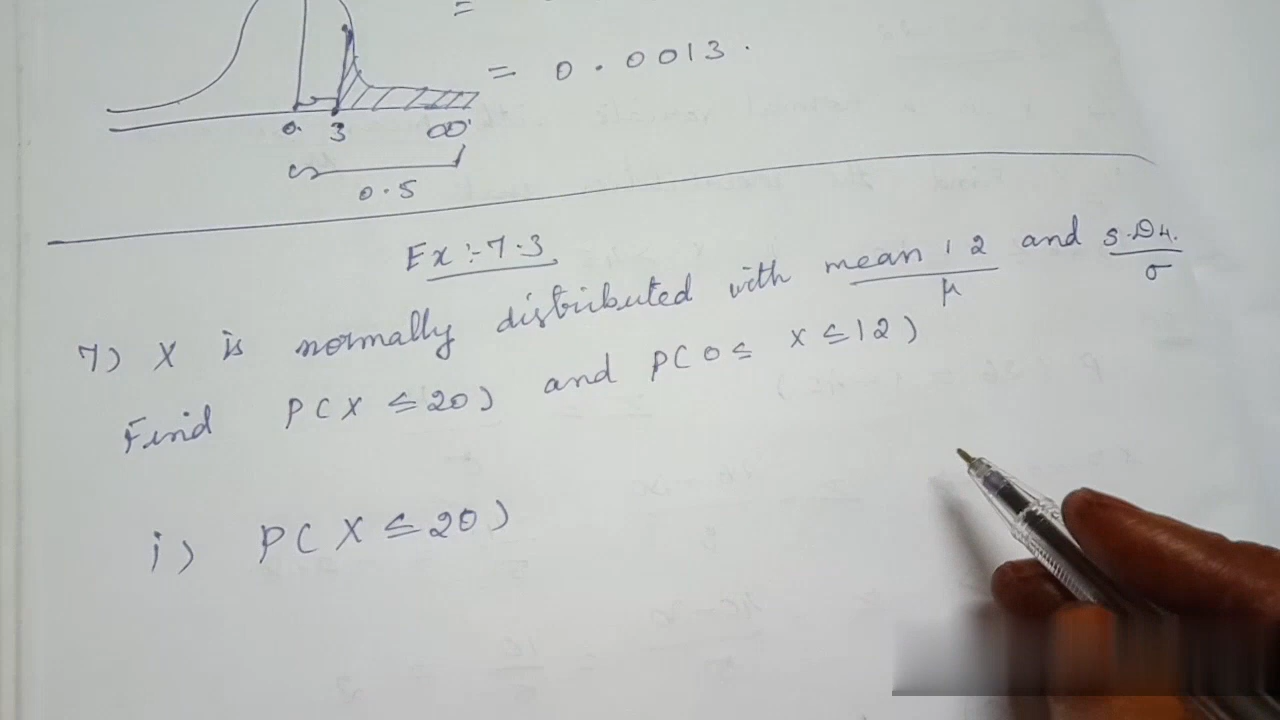 =
= 0.0013.
0 3 ∞
0.5
Ex:-7.3
7) X is normally distributed with mean 12 and S.D 4.
μ σ
Find P(X ≤ 20) and P(0 ≤ X ≤ 12)
i) P(X ≤ 20)